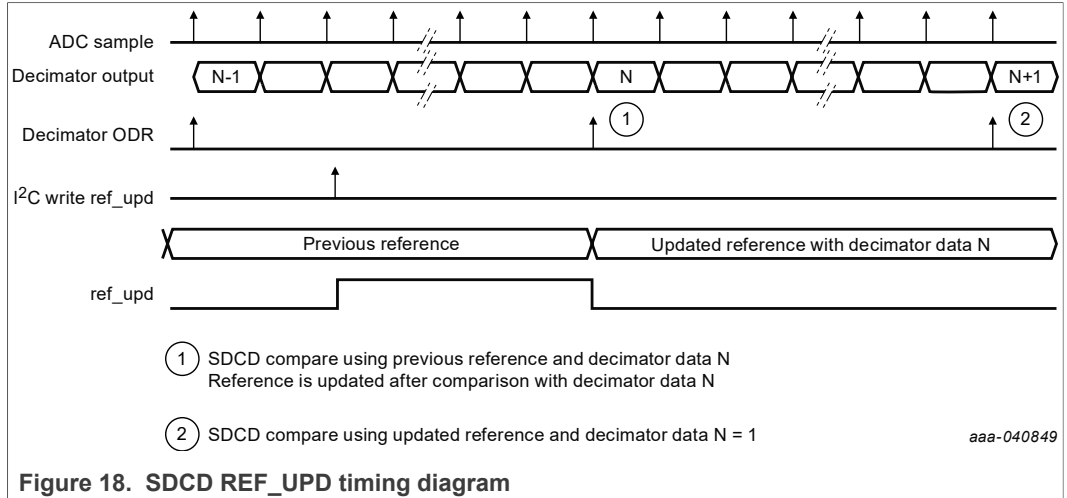 ADC sample
Decimator output
N-1
N
N+1
1
2
Decimator ODR
I2C write ref_upd
Previous reference
Updated reference with decimator data N
ref_upd
1 SDCD compare using previous reference and decimator data N
Reference is updated after comparison with decimator data N
2 SDCD compare using updated reference and decimator data N = 1
aaa-040849
Figure 18. SDCD REF_UPD timing diagram